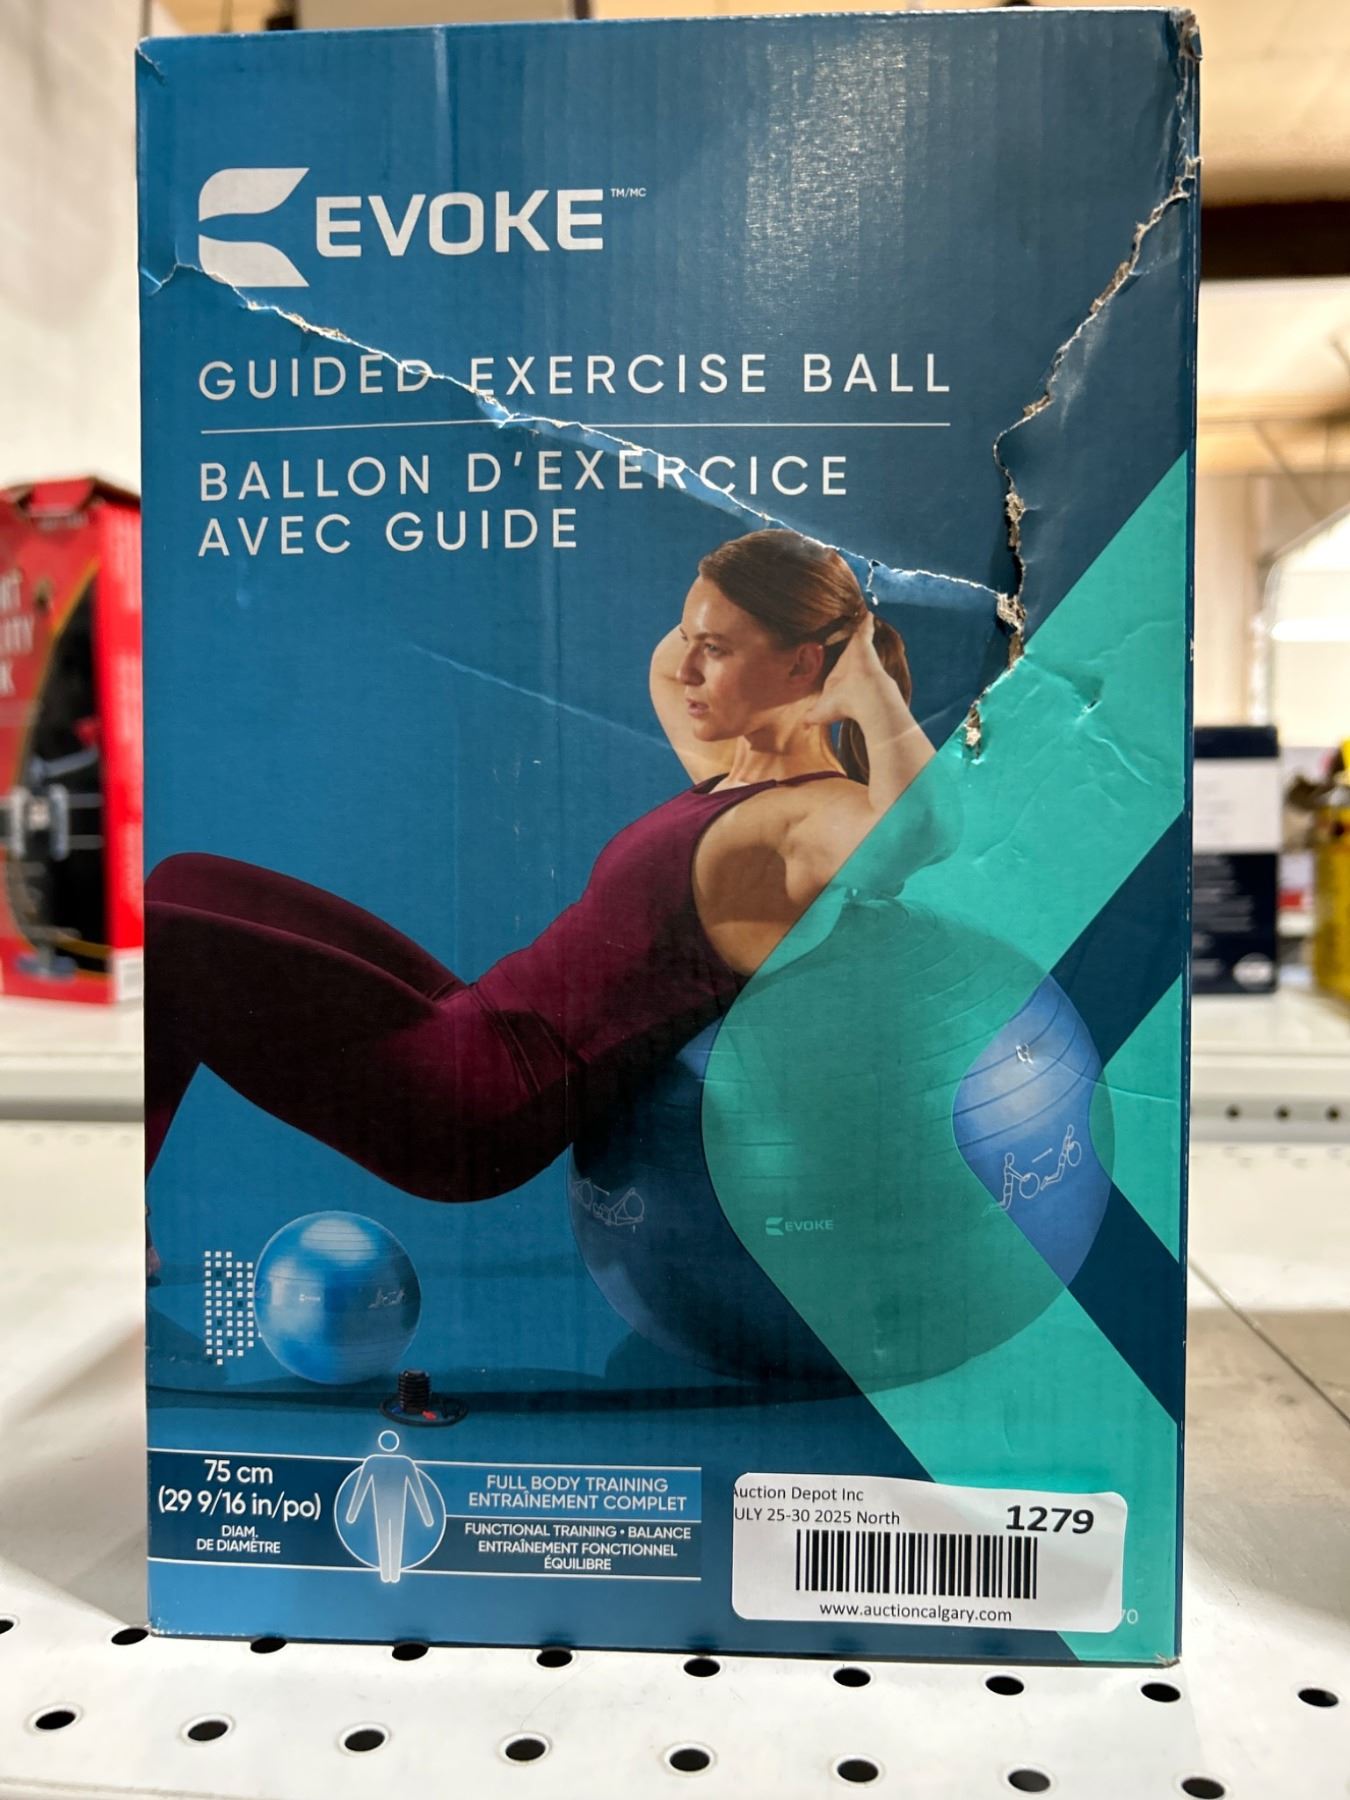 EVOKE TM/MC
GUIDED EXERCISE BALL
BALLON D'EXERCICE
AVEC GUIDE
EVOKE
75 cm
(29 9/16 in/po)
DIAM.
DE DIAMÈTRE
FULL BODY TRAINING
ENTRAÎNEMENT COMPLET
FUNCTIONAL TRAINING • BALANCE
ENTRAÎNEMENT FONCTIONNEL
ÉQUILIBRE
Auction Depot Inc
ULY 25-30 2025 North
1279
www.auctioncalgary.com